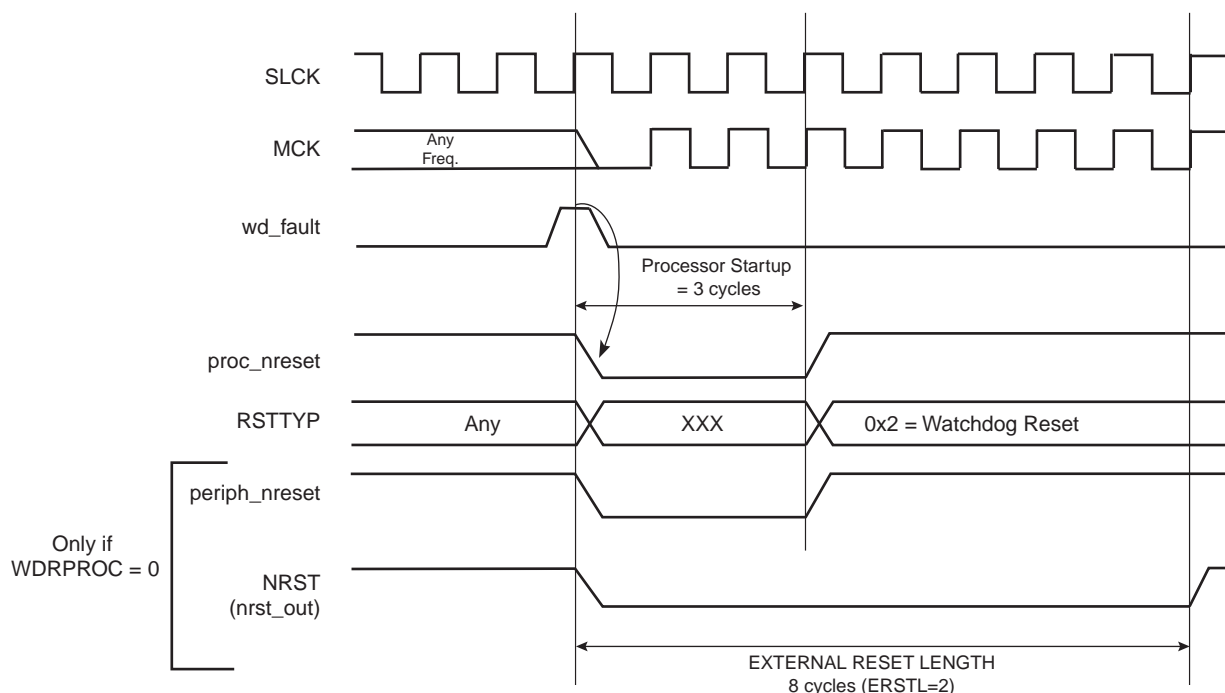 SLCK
MCK
Any
Freq.
wd_fault
Processor Startup
= 3 cycles
proc_nreset
RSTTYP
Any
XXX
0x2 = Watchdog Reset
periph_nreset
Only if
WDRPROC = 0
NRST
(nrst_out)
EXTERNAL RESET LENGTH
8 cycles (ERSTL=2)